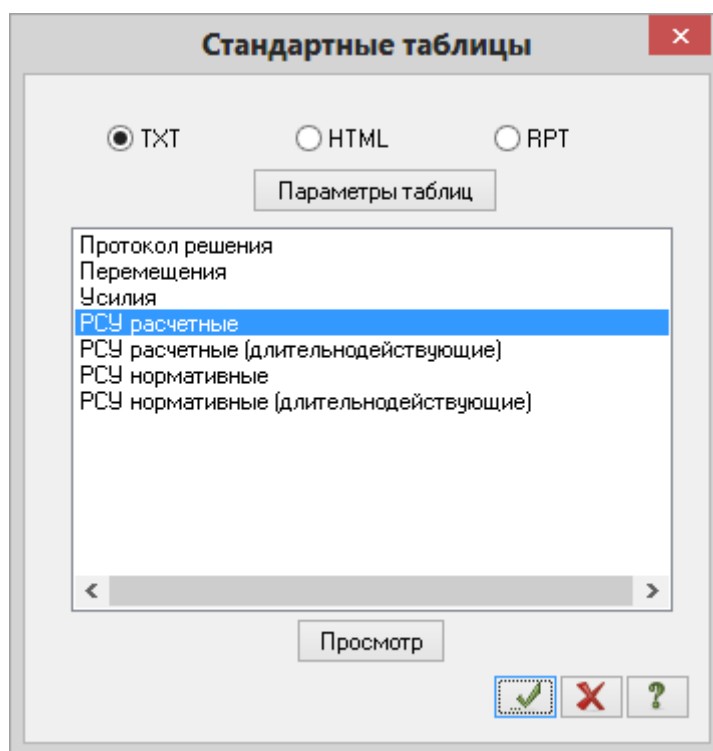 Стандартные таблицы
TXT HTML RPT
Параметры таблиц
Протокол решения
Перемещения
Усилия
РСУ расчетные
РСУ расчетные (длительнодействующие)
РСУ нормативные
РСУ нормативные (длительнодействующие)
Просмотр